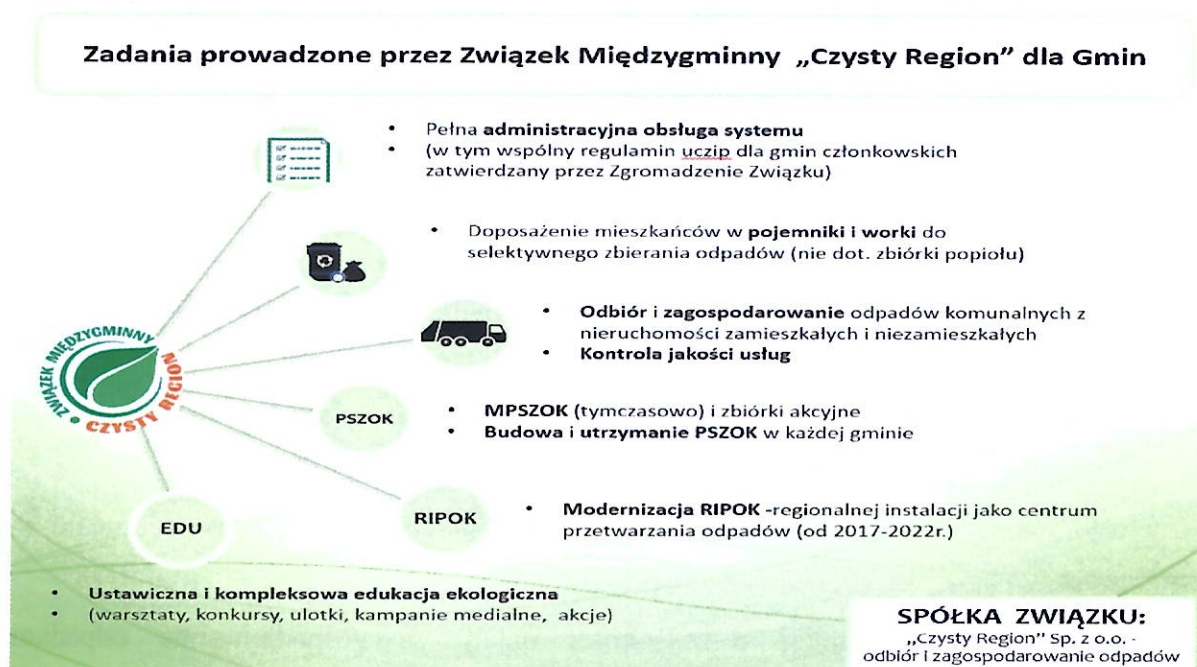 Zadania prowadzone przez Związek Międzygminny „Czysty Region” dla Gmin
• Pełna administracyjna obsługa systemu
• (w tym wspólny regulamin uczip dla gmin członkowskich
zatwierdzany przez Zgromadzenie Związku)
• Doposażenie mieszkańców w pojemniki i worki do
selektywnego zbierania odpadów (nie dot. zbiórki popiołu)
• Odbiór i zagospodarowanie odpadów komunalnych z
nieruchomości zamieszkałych i niezamieszkałych
• Kontrola jakości usług
ZWIĄZEK MIĘDZYGMINNY
CZYSTY REGION
PSZOK
• MPSZOK (tymczasowo) i zbiórki akcyjne
• Budowa i utrzymanie PSZOK w każdej gminie
RIPOK
• Modernizacja RIPOK -regionalnej instalacji jako centrum
przetwarzania odpadów (od 2017-2022r.)
EDU
• Ustawiczna i kompleksowa edukacja ekologiczna
• (warsztaty, konkursy, ulotki, kampanie medialne, akcje)
SPÓŁKA ZWIĄZKU:
„Czysty Region” Sp. z o.o. -
odbiór i zagospodarowanie odpadów